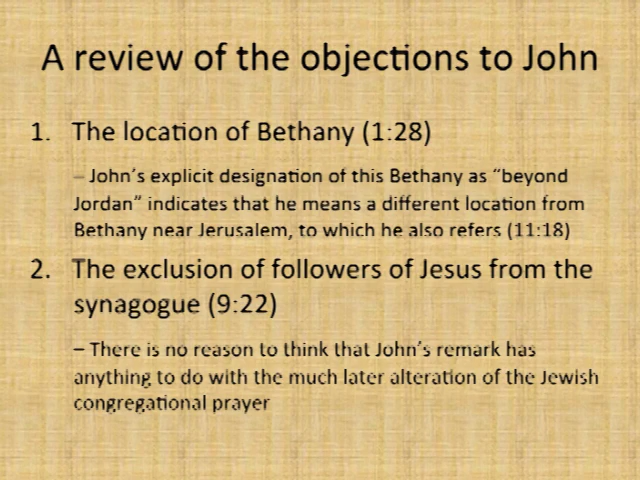 A review of the objections to John
1. The location of Bethany (1:28)
– John's explicit designation of this Bethany as "beyond
Jordan" indicates that he means a different location from
Bethany near Jerusalem, to which he also refers (11:18)
2. The exclusion of followers of Jesus from the
synagogue (9:22)
– There is no reason to think that John's remark has
anything to do with the much later alteration of the Jewish
congregational prayer